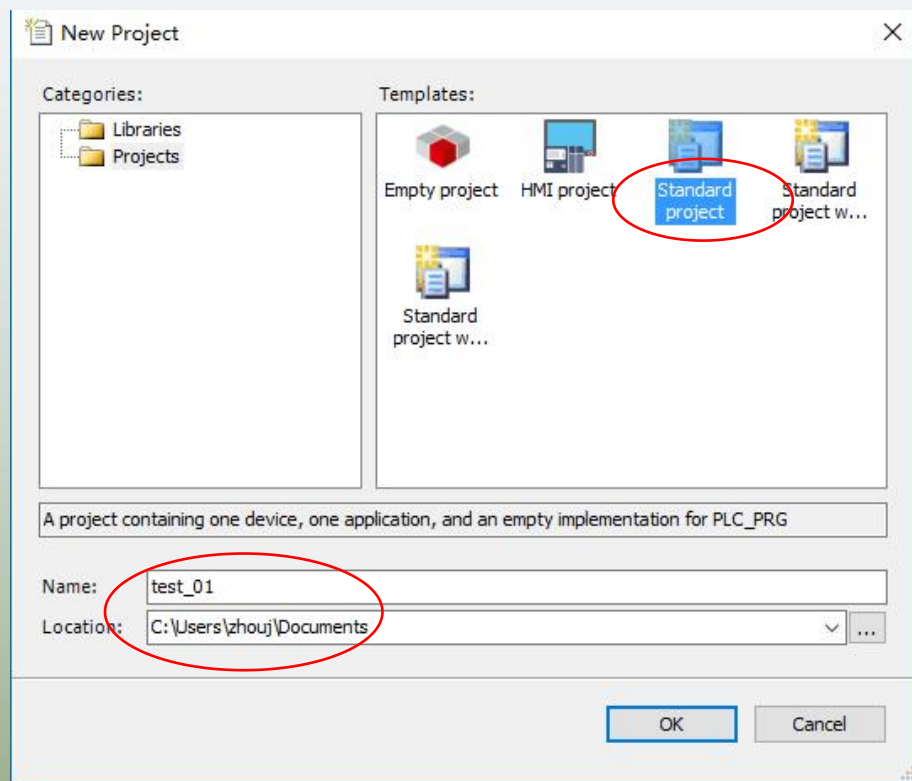 New Project
Categories:
Templates:
Libraries
Projects
Empty project
HMI project
Standard
project
Standard
project w...
Standard
project w...
A project containing one device, one application, and an empty implementation for PLC_PRG
Name:
test_01
Location:
C:\Users\zhouj\Documents
...
OK
Cancel